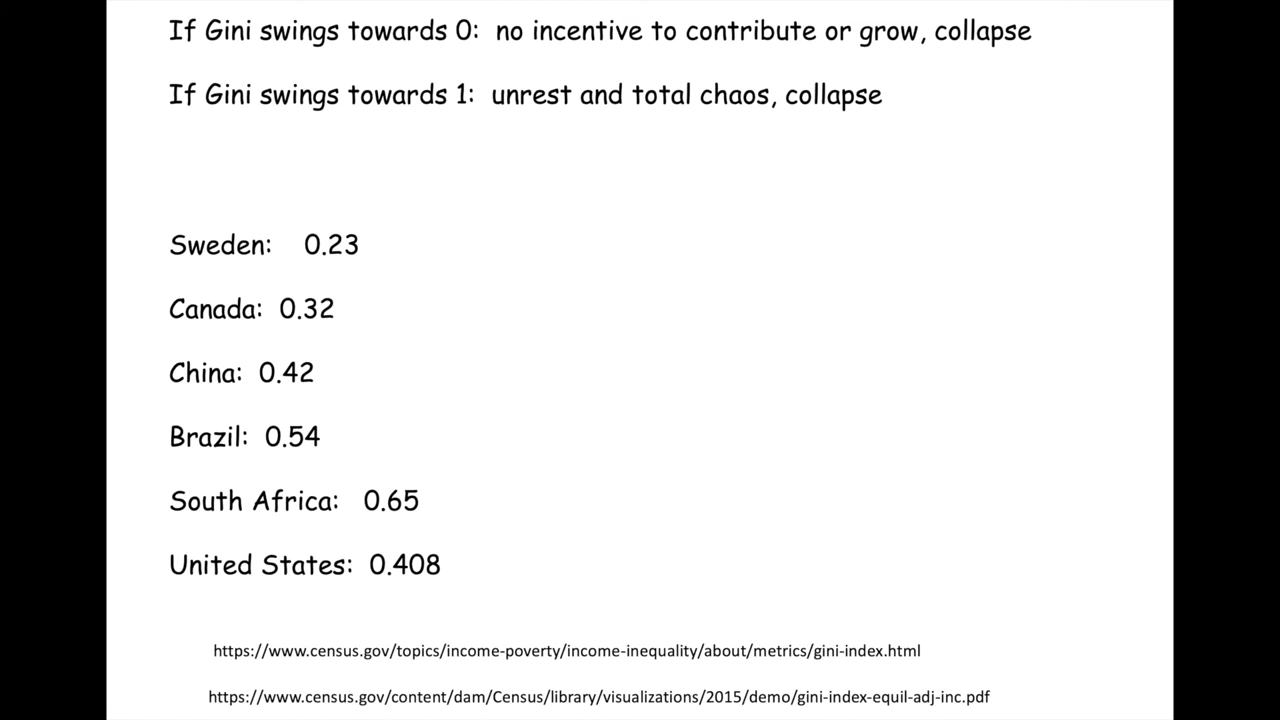 If Gini swings towards 0: no incentive to contribute or grow, collapse
If Gini swings towards 1: unrest and total chaos, collapse
Sweden: 0.23
Canada: 0.32
China: 0.42
Brazil: 0.54
South Africa: 0.65
United States: 0.408
https://www.census.gov/topics/income-poverty/income-inequality/about/metrics/gini-index.html
https://www.census.gov/content/dam/Census/library/visualizations/2015/demo/gini-index-equil-adj-inc.pdf